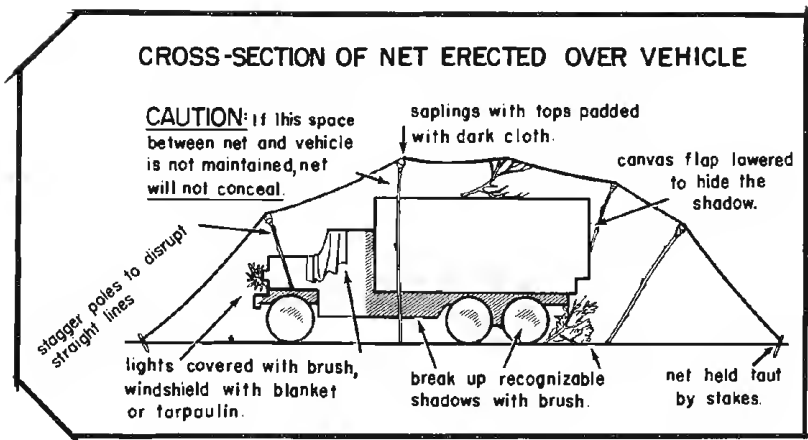 CROSS-SECTION OF NET ERECTED OVER VEHICLE
CAUTION: If this space
between net and vehicle
is not maintained, net
will not conceal.
saplings with tops padded
with dark cloth.
canvas flap lawered
to hide the
shadow.
stagger poles to disrupt
straight lines
lights covered with brush,
windshield with blanket
or tarpaulin.
break up recognizable
shadows with brush.
net held taut
by stakes.